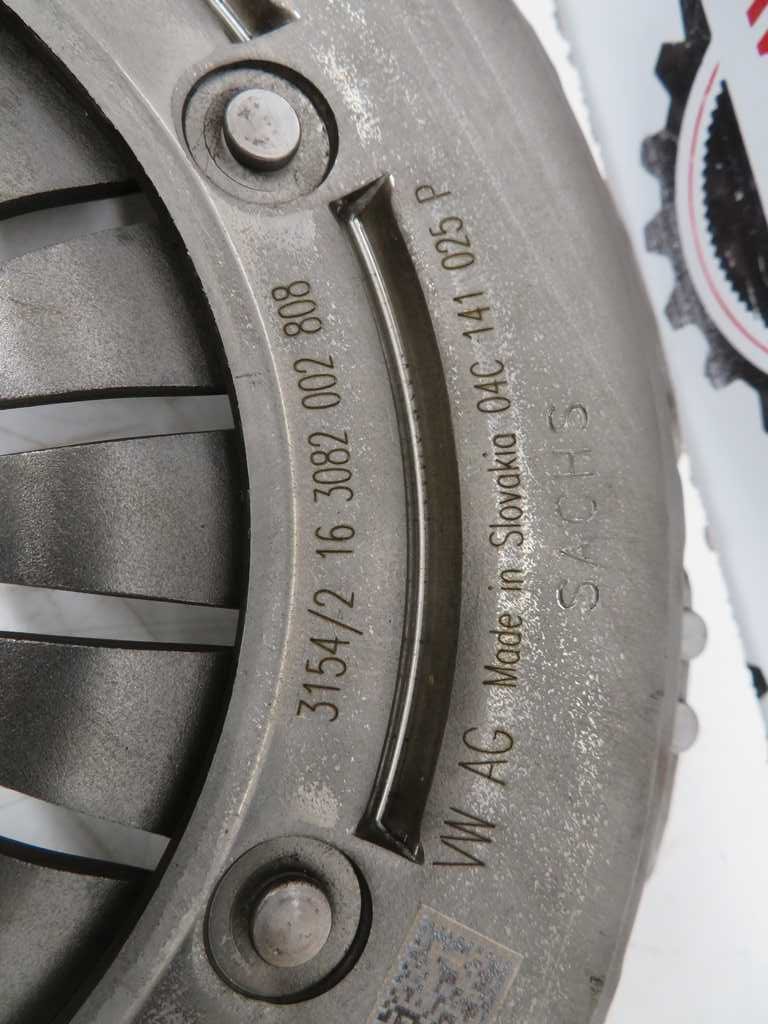 3154/2 16 3082 002 808
VW AG Made in Slovakia 04C 141 025 P
SACHS